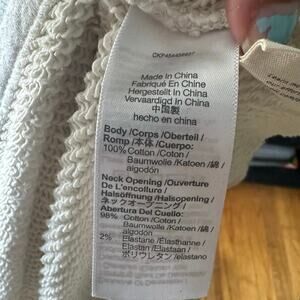 Made In China
Fabriqué En Chine
Hergestellt In China
Vervaardigd In China
中国製
hecho en china
Body /Corps /Oberteil /
Romp /本体 / Cuerpo:
100% Cotton /Coton /
Baumwolle /Katoen /綿 /
algodón
Neck Opening /Ouverture
De L'encolure /
Halsöffnung /Halsopening /
ネックオープニング /
Abertura Del Cuello:
98% Cotton /Coton /
Baumwolle /Katoen /綿 /
algodón
2% Elastane /Élasthanne /
Elastan /Elastaan /
ポリウレタン /elastano